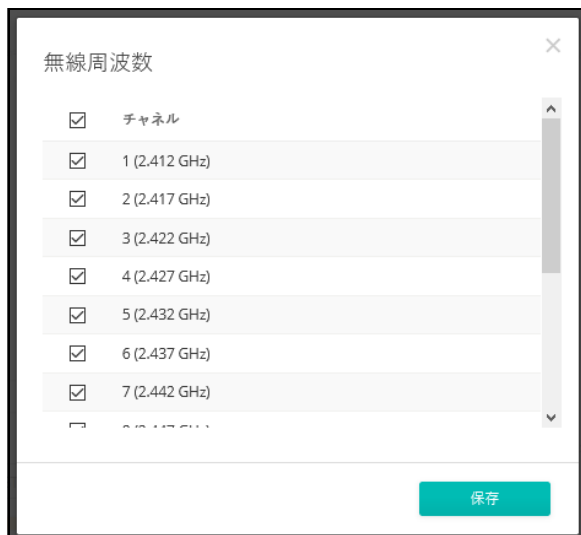 無線周波数
チャネル
1 (2.412 GHz)
2 (2.417 GHz)
3 (2.422 GHz)
4 (2.427 GHz)
5 (2.432 GHz)
6 (2.437 GHz)
7 (2.442 GHz)
保存